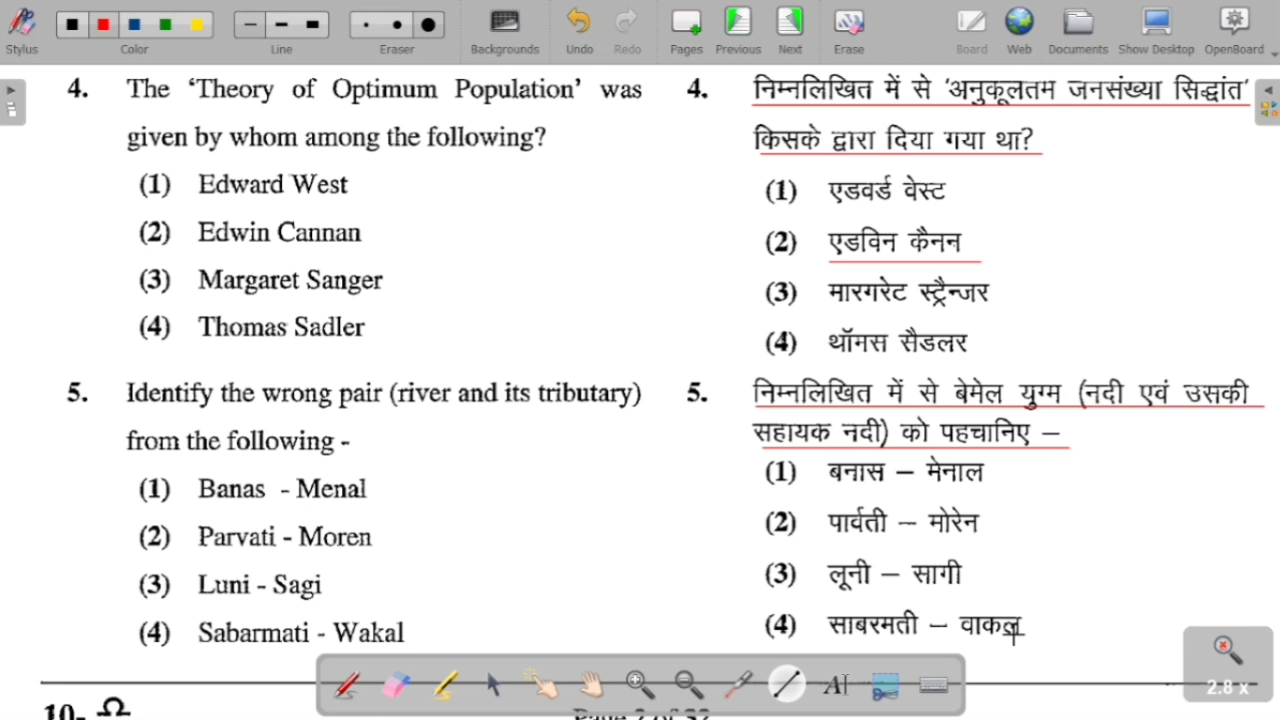 Stylus Color Line Eraser Backgrounds Undo Redo Pages Previous Next Erase Board Web Documents Show Desktop OpenBoard
4. The ‘Theory of Optimum Population’ was
given by whom among the following?
(1) Edward West
(2) Edwin Cannan
(3) Margaret Sanger
(4) Thomas Sadler
5. Identify the wrong pair (river and its tributary)
from the following -
(1) Banas - Menal
(2) Parvati - Moren
(3) Luni - Sagi
(4) Sabarmati - Wakal
4. निम्नलिखित में से ‘अनुकूलतम जनसंख्या सिद्धांत’
किसके द्वारा दिया गया था?
(1) एडवर्ड वेस्ट
(2) एडविन कैनन
(3) मारगरेट स्ट्रैन्जर
(4) थॉमस सैडलर
5. निम्नलिखित में से बेमेल युग्म (नदी एवं उसकी
सहायक नदी) को पहचानिए –
(1) बनास – मेनाल
(2) पार्वती – मोरेन
(3) लूनी – सागी
(4) साबरमती – वाकल
2.8 x
10- Ω
Page 2 of 32